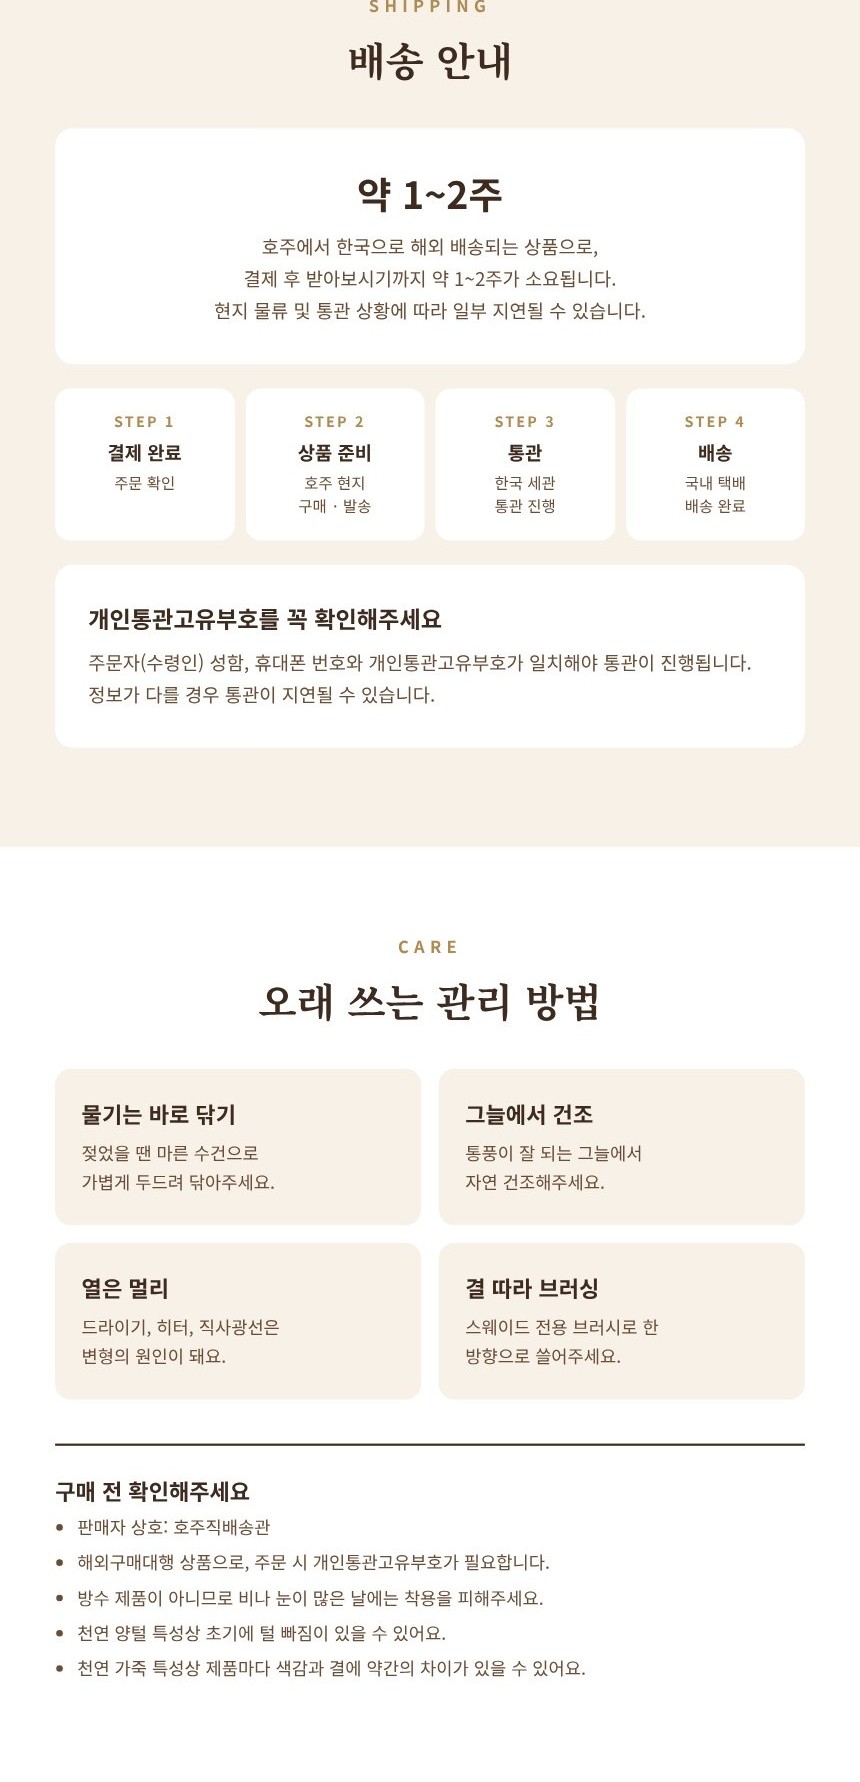 SHIPPING
배송 안내
약 1~2주
호주에서 한국으로 해외 배송되는 상품으로,
결제 후 받아보시기까지 약 1~2주가 소요됩니다.
현지 물류 및 통관 상황에 따라 일부 지연될 수 있습니다.
STEP 1
결제 완료
주문 확인
STEP 2
상품 준비
호주 현지
구매 · 발송
STEP 3
통관
한국 세관
통관 진행
STEP 4
배송
국내 택배
배송 완료
개인통관고유부호를 꼭 확인해주세요
주문자(수령인) 성함, 휴대폰 번호와 개인통관고유부호가 일치해야 통관이 진행됩니다.
정보가 다를 경우 통관이 지연될 수 있습니다.
CARE
오래 쓰는 관리 방법
물기는 바로 닦기
젖었을 땐 마른 수건으로
가볍게 두드려 닦아주세요.
그늘에서 건조
통풍이 잘 되는 그늘에서
자연 건조해주세요.
열은 멀리
드라이기, 히터, 직사광선은
변형의 원인이 돼요.
결 따라 브러싱
스웨이드 전용 브러시로 한
방향으로 쓸어주세요.
구매 전 확인해주세요
• 판매자 상호: 호주직배송관
• 해외구매대행 상품으로, 주문 시 개인통관고유부호가 필요합니다.
• 방수 제품이 아니므로 비나 눈이 많은 날에는 착용을 피해주세요.
• 천연 양털 특성상 초기에 털 빠짐이 있을 수 있어요.
• 천연 가죽 특성상 제품마다 색감과 결에 약간의 차이가 있을 수 있어요.